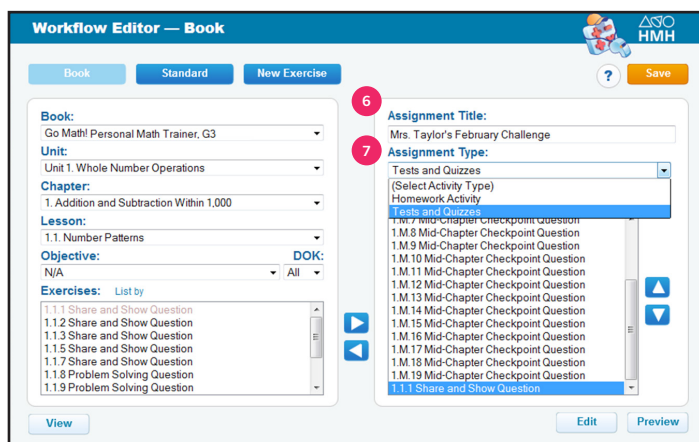 Workflow Editor — Book
HMH
Book
Standard
New Exercise
?
Save
Book:
Go Math! Personal Math Trainer, G3
Unit:
Unit 1. Whole Number Operations
Chapter:
1. Addition and Subtraction Within 1,000
Lesson:
1.1. Number Patterns
Objective:
DOK:
N/A
All
Exercises: List by
1.1.1 Share and Show Question
1.1.2 Share and Show Question
1.1.3 Share and Show Question
1.1.5 Share and Show Question
1.1.7 Share and Show Question
1.1.8 Problem Solving Question
1.1.9 Problem Solving Question
View
6
Assignment Title:
Mrs. Taylor's February Challenge
7
Assignment Type:
Tests and Quizzes
(Select Activity Type)
Homework Activity
Tests and Quizzes
1.M.7 Mid-Chapter Checkpoint Question
1.M.8 Mid-Chapter Checkpoint Question
1.M.9 Mid-Chapter Checkpoint Question
1.M.10 Mid-Chapter Checkpoint Question
1.M.11 Mid-Chapter Checkpoint Question
1.M.12 Mid-Chapter Checkpoint Question
1.M.13 Mid-Chapter Checkpoint Question
1.M.14 Mid-Chapter Checkpoint Question
1.M.15 Mid-Chapter Checkpoint Question
1.M.16 Mid-Chapter Checkpoint Question
1.M.17 Mid-Chapter Checkpoint Question
1.M.18 Mid-Chapter Checkpoint Question
1.M.19 Mid-Chapter Checkpoint Question
1.1.1 Share and Show Question
Edit
Preview